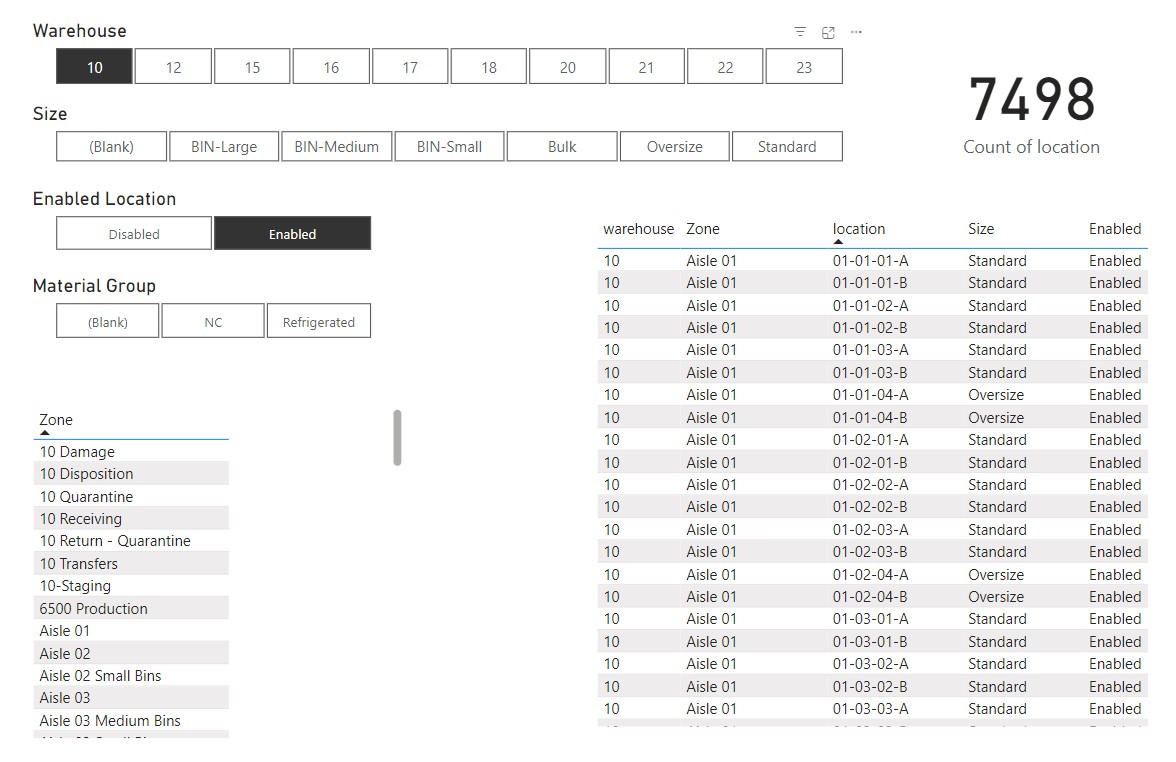 Warehouse
10 12 15 16 17 18 20 21 22 23
7498
Count of location
Size
(Blank) BIN-Large BIN-Medium BIN-Small Bulk Oversize Standard
Enabled Location
Disabled Enabled
Material Group
(Blank) NC Refrigerated
Zone
10 Damage
10 Disposition
10 Quarantine
10 Receiving
10 Return - Quarantine
10 Transfers
10-Staging
6500 Production
Aisle 01
Aisle 02
Aisle 02 Small Bins
Aisle 03
Aisle 03 Medium Bins
warehouse Zone location Size Enabled
10 Aisle 01 01-01-01-A Standard Enabled
10 Aisle 01 01-01-01-B Standard Enabled
10 Aisle 01 01-01-02-A Standard Enabled
10 Aisle 01 01-01-02-B Standard Enabled
10 Aisle 01 01-01-03-A Standard Enabled
10 Aisle 01 01-01-03-B Standard Enabled
10 Aisle 01 01-01-04-A Oversize Enabled
10 Aisle 01 01-01-04-B Oversize Enabled
10 Aisle 01 01-02-01-A Standard Enabled
10 Aisle 01 01-02-01-B Standard Enabled
10 Aisle 01 01-02-02-A Standard Enabled
10 Aisle 01 01-02-02-B Standard Enabled
10 Aisle 01 01-02-03-A Standard Enabled
10 Aisle 01 01-02-03-B Standard Enabled
10 Aisle 01 01-02-04-A Oversize Enabled
10 Aisle 01 01-02-04-B Oversize Enabled
10 Aisle 01 01-03-01-A Standard Enabled
10 Aisle 01 01-03-01-B Standard Enabled
10 Aisle 01 01-03-02-A Standard Enabled
10 Aisle 01 01-03-02-B Standard Enabled
10 Aisle 01 01-03-03-A Standard Enabled